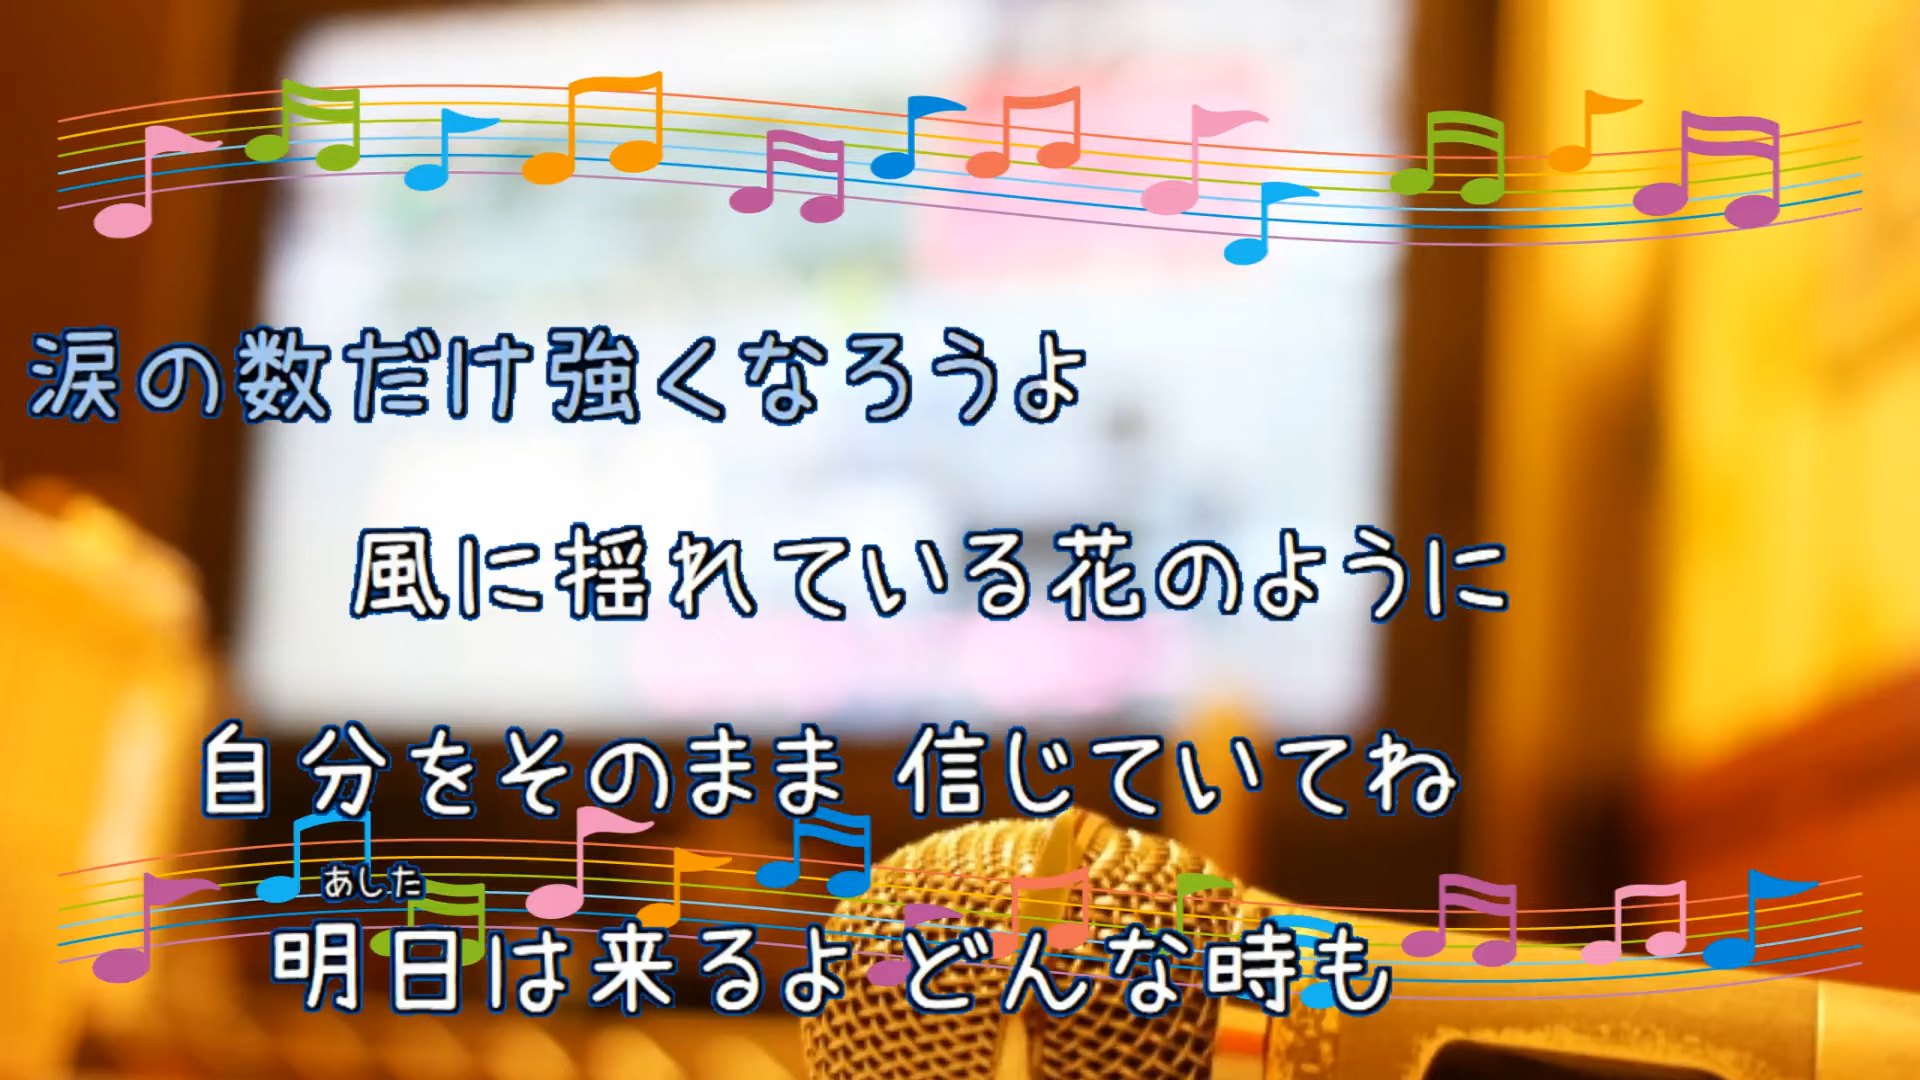 涙の数だけ強くなろうよ
風に揺れている花のように
自分をそのまま 信じていてね
あした
明日は来るよ どんな時も